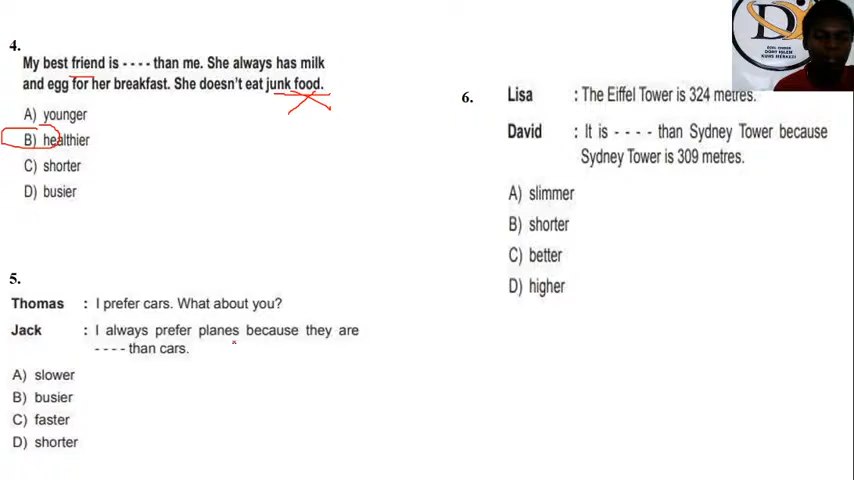 4.
My best friend is - - - - than me. She always has milk
and egg for her breakfast. She doesn't eat junk food.
A) younger
B) healthier
C) shorter
D) busier
5.
Thomas : I prefer cars. What about you?
Jack : I always prefer planes because they are
- - - - than cars.
A) slower
B) busier
C) faster
D) shorter
6.
Lisa : The Eiffel Tower is 324 metres.
David : It is - - - - than Sydney Tower because
Sydney Tower is 309 metres.
A) slimmer
B) shorter
C) better
D) higher
KURS MERKEZİ